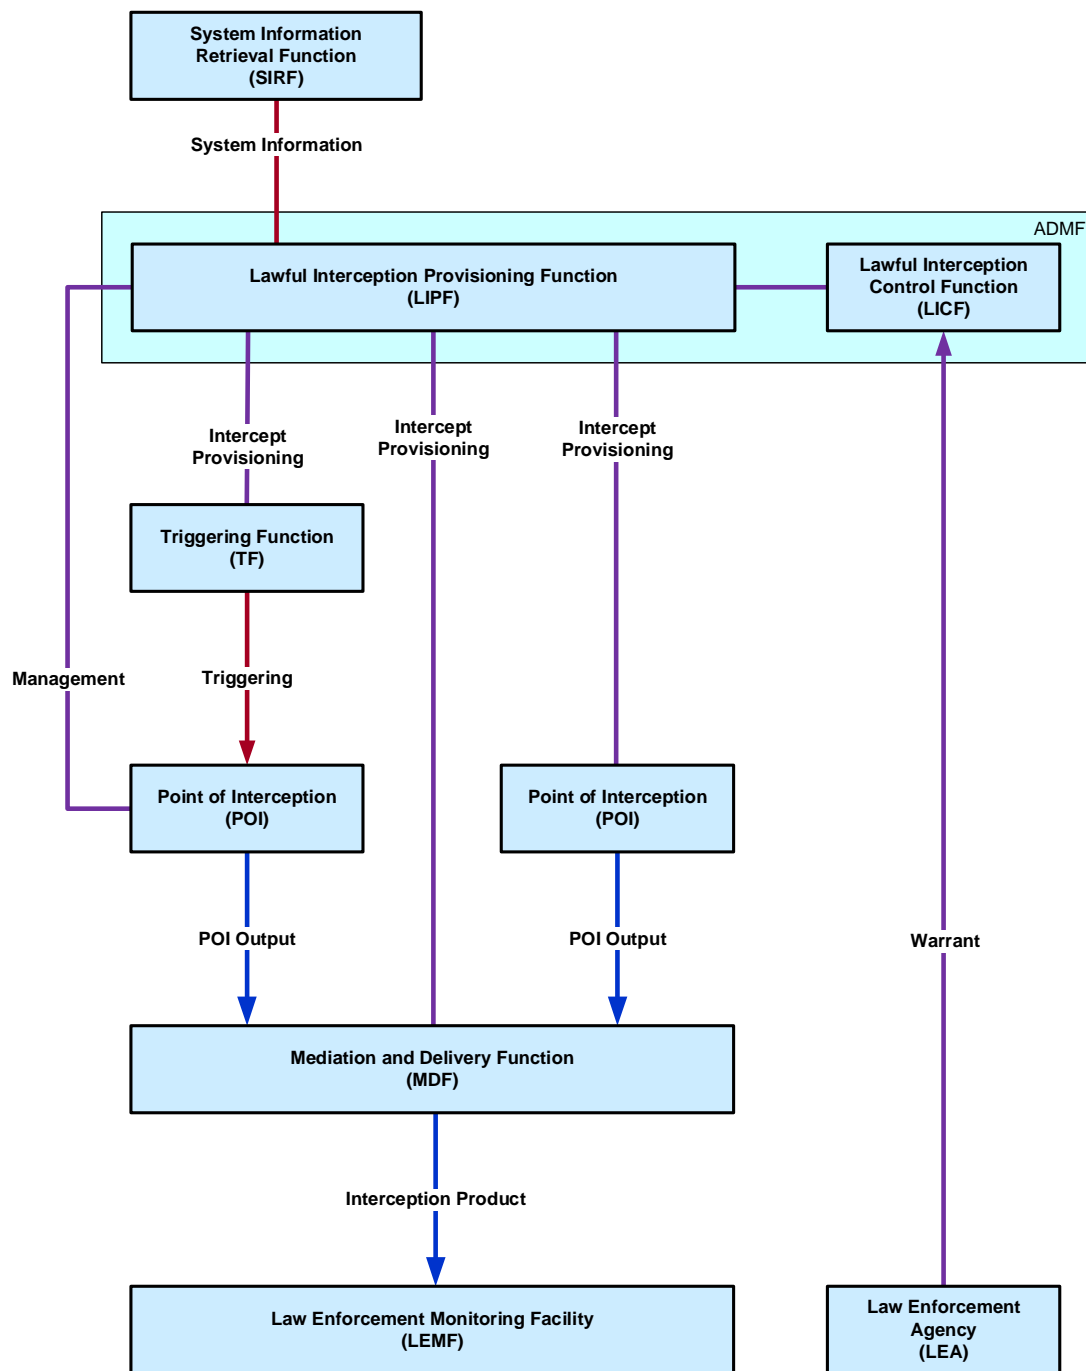 System Information
Retrieval Function
(SIRF)
System Information
ADMF
Lawful Interception Provisioning Function
(LIPF)
Lawful Interception
Control Function
(LICF)
Intercept
Provisioning
Intercept
Provisioning
Intercept
Provisioning
Triggering Function
(TF)
Management
Triggering
Point of Interception
(POI)
Point of Interception
(POI)
POI Output
POI Output
Warrant
Mediation and Delivery Function
(MDF)
Interception Product
Law Enforcement Monitoring Facility
(LEMF)
Law Enforcement
Agency
(LEA)